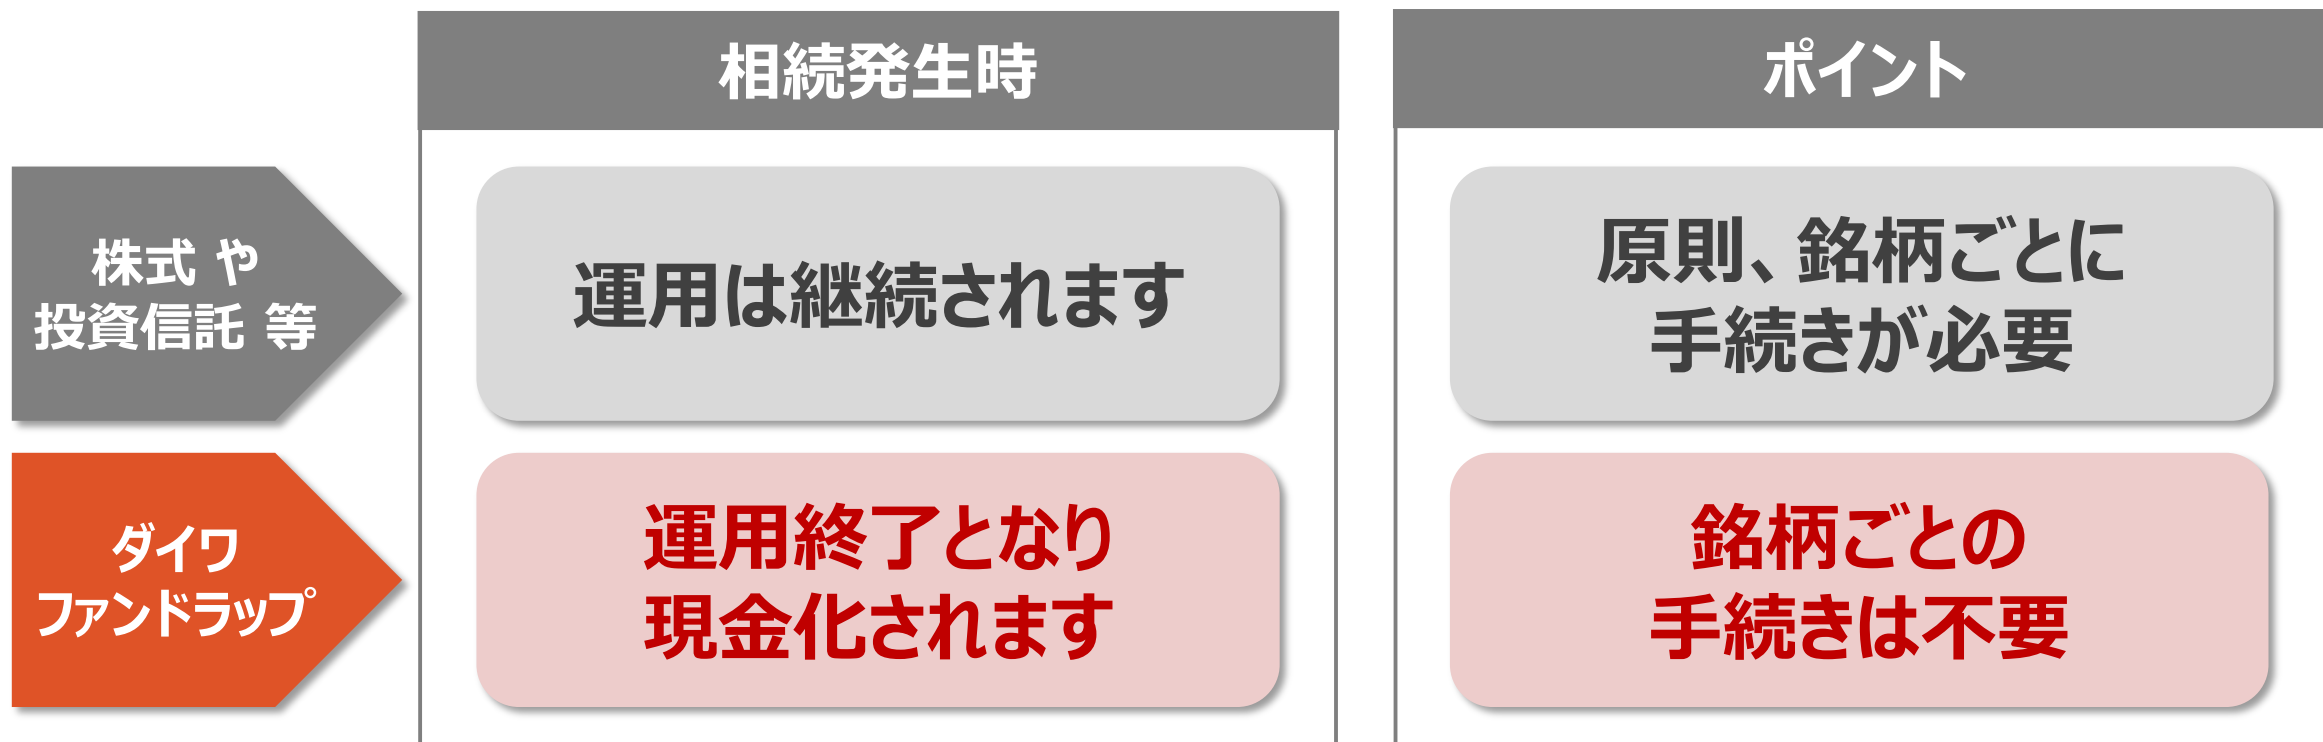 相続発生時
ポイント
株式 や
投資信託 等
運用は継続されます
原則、銘柄ごとに
手続きが必要
ダイワ
ファンドラップ
運用終了となり
現金化されます
銘柄ごとの
手続きは不要